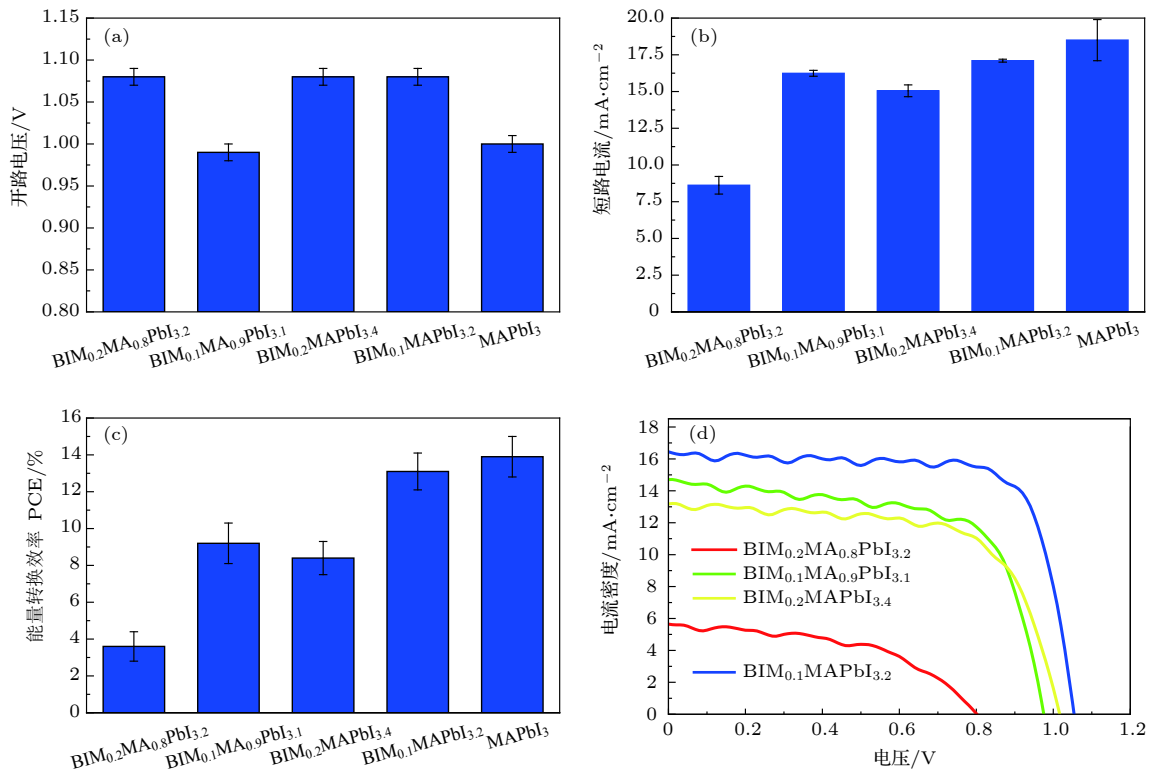 (a)
开路电压/V
1.15
1.10
1.05
1.00
0.95
0.90
0.85
0.80
BIM0.2MA0.8PbI3.2
BIM0.1MA0.9PbI3.1
BIM0.2MAPbI3.4
BIM0.1MAPbI3.2
MAPbI3
(b)
短路电流/mA·cm−2
20.0
17.5
15.0
12.5
10.0
7.5
5.0
2.5
0
BIM0.2MA0.8PbI3.2
BIM0.1MA0.9PbI3.1
BIM0.2MAPbI3.4
BIM0.1MAPbI3.2
MAPbI3
(c)
能量转换效率 PCE/%
16
14
12
10
8
6
4
2
0
BIM0.2MA0.8PbI3.2
BIM0.1MA0.9PbI3.1
BIM0.2MAPbI3.4
BIM0.1MAPbI3.2
MAPbI3
(d)
电流密度/mA·cm−2
18
16
14
12
10
8
6
4
2
0
BIM0.2MA0.8PbI3.2
BIM0.1MA0.9PbI3.1
BIM0.2MAPbI3.4
BIM0.1MAPbI3.2
0 0.2 0.4 0.6 0.8 1.0 1.2
电压/V